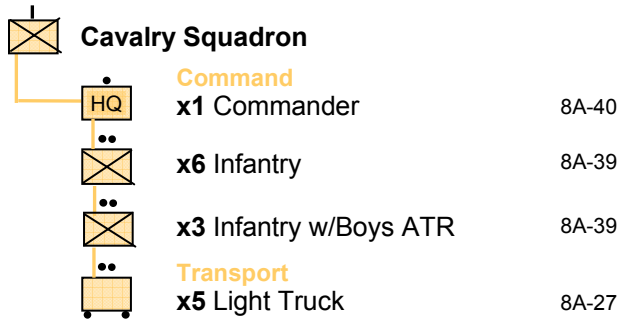 Cavalry Squadron
Command
HQ x1 Commander 8A-40
x6 Infantry 8A-39
x3 Infantry w/Boys ATR 8A-39
Transport
x5 Light Truck 8A-27